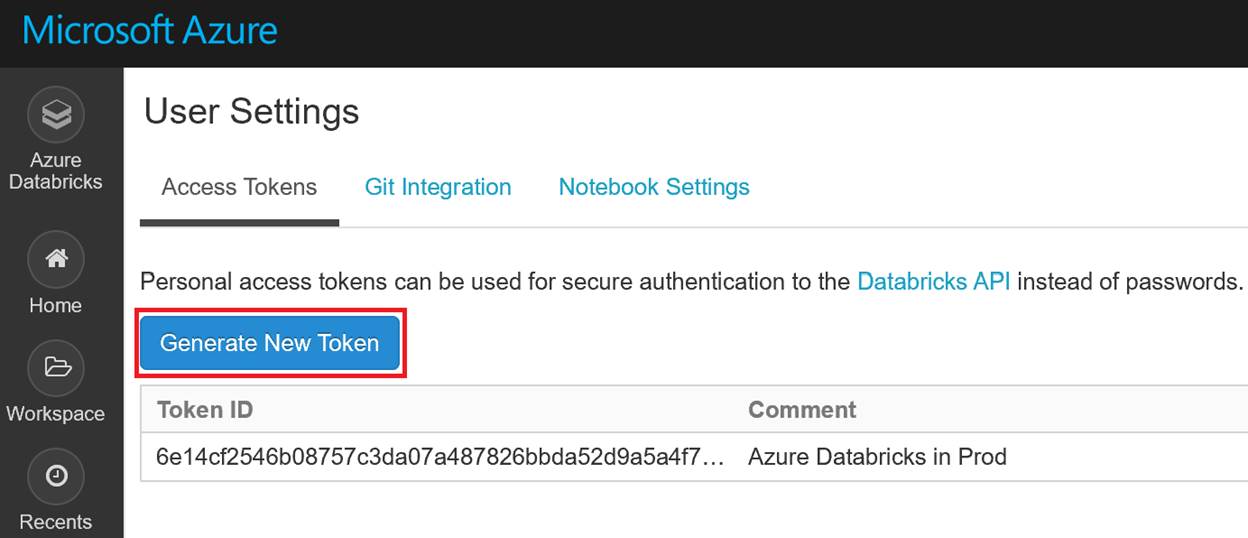 Microsoft Azure
Azure
Databricks
Home
Workspace
Recents
User Settings
Access Tokens Git Integration Notebook Settings
Personal access tokens can be used for secure authentication to the Databricks API instead of passwords.
Generate New Token
Token ID Comment
6e14cf2546b08757c3da07a487826bbda52d9a5a4f7... Azure Databricks in Prod